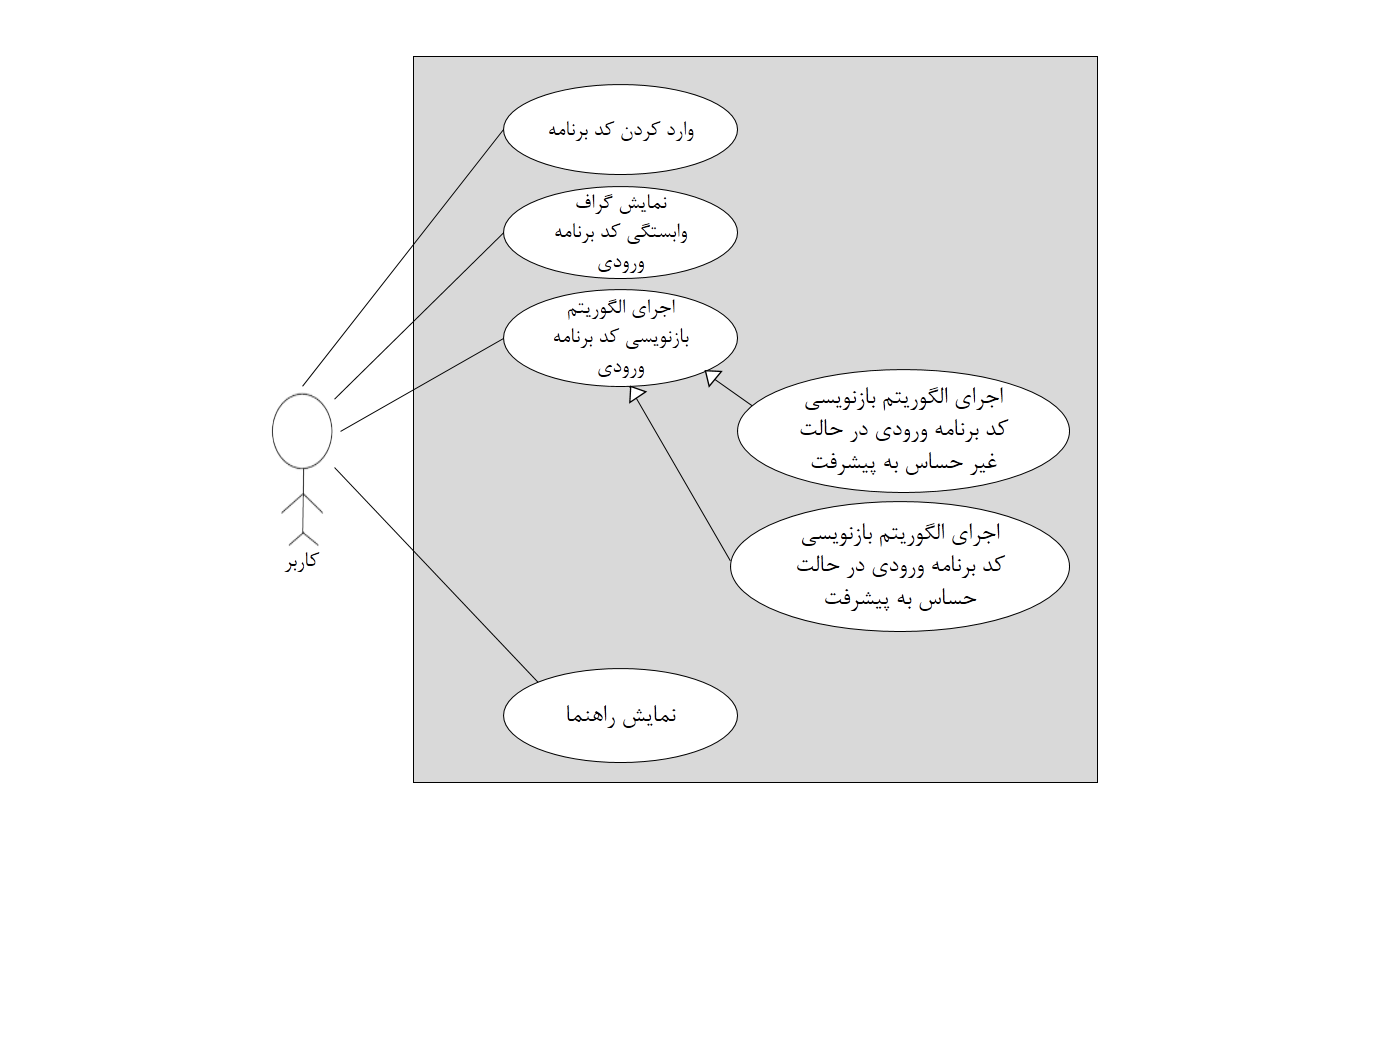 وارد کردن کد برنامه
نمایش گراف
وابستگی کد برنامه
ورودی
اجرای الگوریتم
بازنویسی کد برنامه
ورودی
اجرای الگوریتم بازنویسی
کد برنامه ورودی در حالت
غیر حساس به پیشرفت
اجرای الگوریتم بازنویسی
کد برنامه ورودی در حالت
حساس به پیشرفت
کاربر
نمایش راهنما